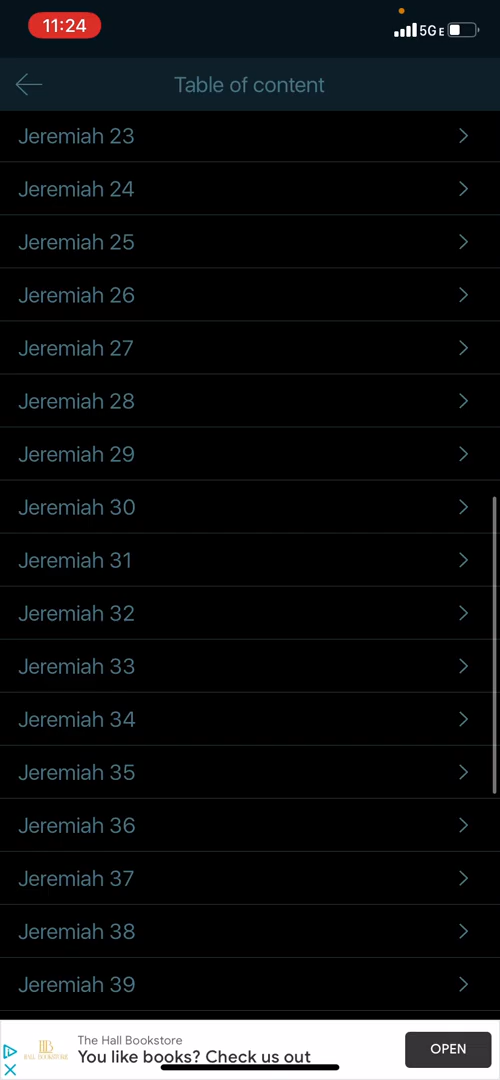 11:24
5G E
Table of content
Jeremiah 23
Jeremiah 24
Jeremiah 25
Jeremiah 26
Jeremiah 27
Jeremiah 28
Jeremiah 29
Jeremiah 30
Jeremiah 31
Jeremiah 32
Jeremiah 33
Jeremiah 34
Jeremiah 35
Jeremiah 36
Jeremiah 37
Jeremiah 38
Jeremiah 39
The Hall Bookstore
You like books? Check us out
HALL BOOKSTORE
OPEN